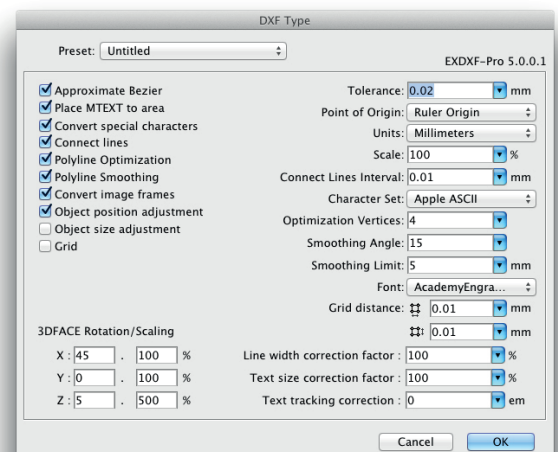 DXF Type
Preset: Untitled
EXDXF-Pro 5.0.0.1
Approximate Bezier
Place MTEXT to area
Convert special characters
Connect lines
Polyline Optimization
Polyline Smoothing
Convert image frames
Object position adjustment
Object size adjustment
Grid
Tolerance: 0.02 mm
Point of Origin: Ruler Origin
Units: Millimeters
Scale: 100 %
Connect Lines Interval: 0.01 mm
Character Set: Apple ASCII
Optimization Vertices: 4
Smoothing Angle: 15
Smoothing Limit: 5 mm
Font: AcademyEngra...
Grid distance: 0.01 mm
0.01 mm
3DFACE Rotation/Scaling
X : 45 . 100 %
Y : 0 . 100 %
Z : 5 . 500 %
Line width correction factor : 100 %
Text size correction factor : 100 %
Text tracking correction : 0 em
Cancel
OK